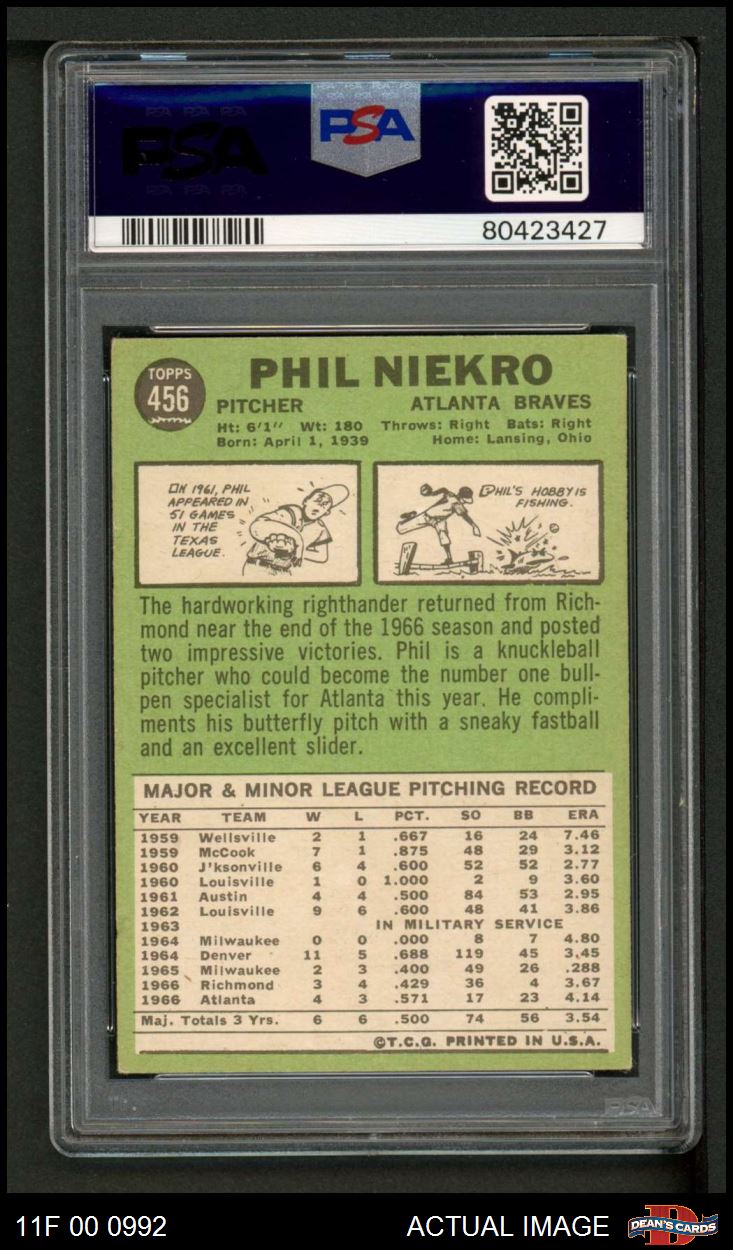 PSA
PSA
80423427
TOPPS
456
PHIL NIEKRO
PITCHER ATLANTA BRAVES
Ht: 6'1" Wt: 180 Throws: Right Bats: Right
Born: April 1, 1939 Home: Lansing, Ohio
IN 1961, PHIL
APPEARED IN
51 GAMES
IN THE
TEXAS
LEAGUE.
PHIL'S HOBBY IS
FISHING.
The hardworking righthander returned from Rich-
mond near the end of the 1966 season and posted
two impressive victories. Phil is a knuckleball
pitcher who could become the number one bull-
pen specialist for Atlanta this year. He compli-
ments his butterfly pitch with a sneaky fastball
and an excellent slider.
MAJOR & MINOR LEAGUE PITCHING RECORD
YEAR TEAM W L PCT. SO BB ERA
1959 Wellsville 2 1 .667 16 24 7.46
1959 McCook 7 1 .875 48 29 3.12
1960 J'ksonville 6 4 .600 52 52 2.77
1960 Louisville 1 0 1.000 2 9 3.60
1961 Austin 4 4 .500 84 53 2.95
1962 Louisville 9 6 .600 48 41 3.86
1963 IN MILITARY SERVICE
1964 Milwaukee 0 0 .000 8 7 4.80
1964 Denver 11 5 .688 119 45 3.45
1965 Milwaukee 2 3 .400 49 26 .288
1966 Richmond 3 4 .429 36 4 3.67
1966 Atlanta 4 3 .571 17 23 4.14
Maj. Totals 3 Yrs. 6 6 .500 74 56 3.54
©T.C.G. PRINTED IN U.S.A.
PSA
11F 00 0992 ACTUAL IMAGE DEAN'S CARDS